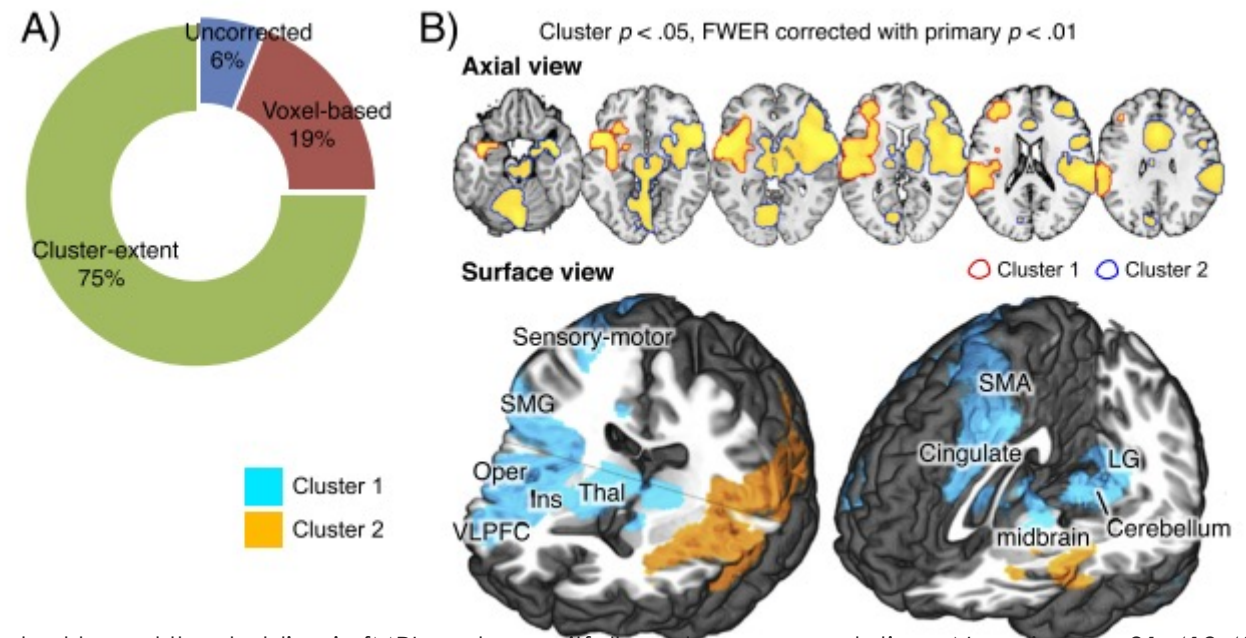 A)
Uncorrected
6%
Voxel-based
19%
Cluster-extent
75%
Cluster 1
Cluster 2
B)
Cluster p < .05, FWER corrected with primary p < .01
Axial view
Cluster 1 Cluster 2
Surface view
Sensory-motor
SMG
Oper
Ins
Thal
VLPFC
SMA
Cingulate
LG
midbrain
Cerebellum